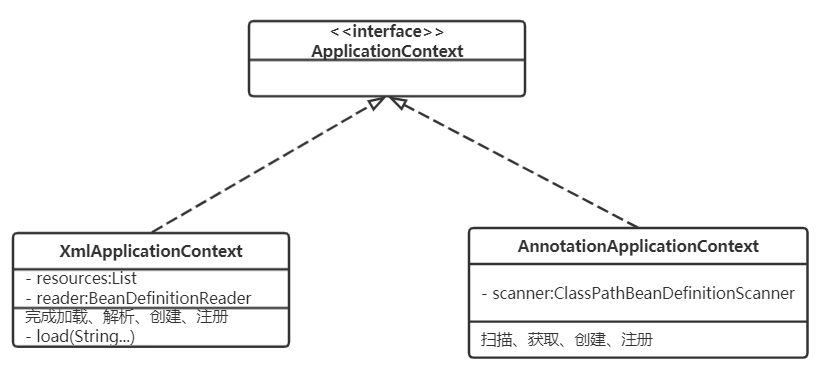 <<interface>>
ApplicationContext
XmlApplicationContext
- resources:List
- reader:BeanDefinitionReader
完成加载、解析、创建、注册
- load(String...)
AnnotationApplicationContext
- scanner:ClassPathBeanDefinitionScanner
扫描、获取、创建、注册